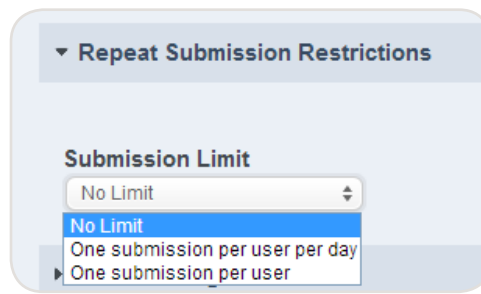 Repeat Submission Restrictions
Submission Limit
No Limit
No Limit
One submission per user per day
One submission per user